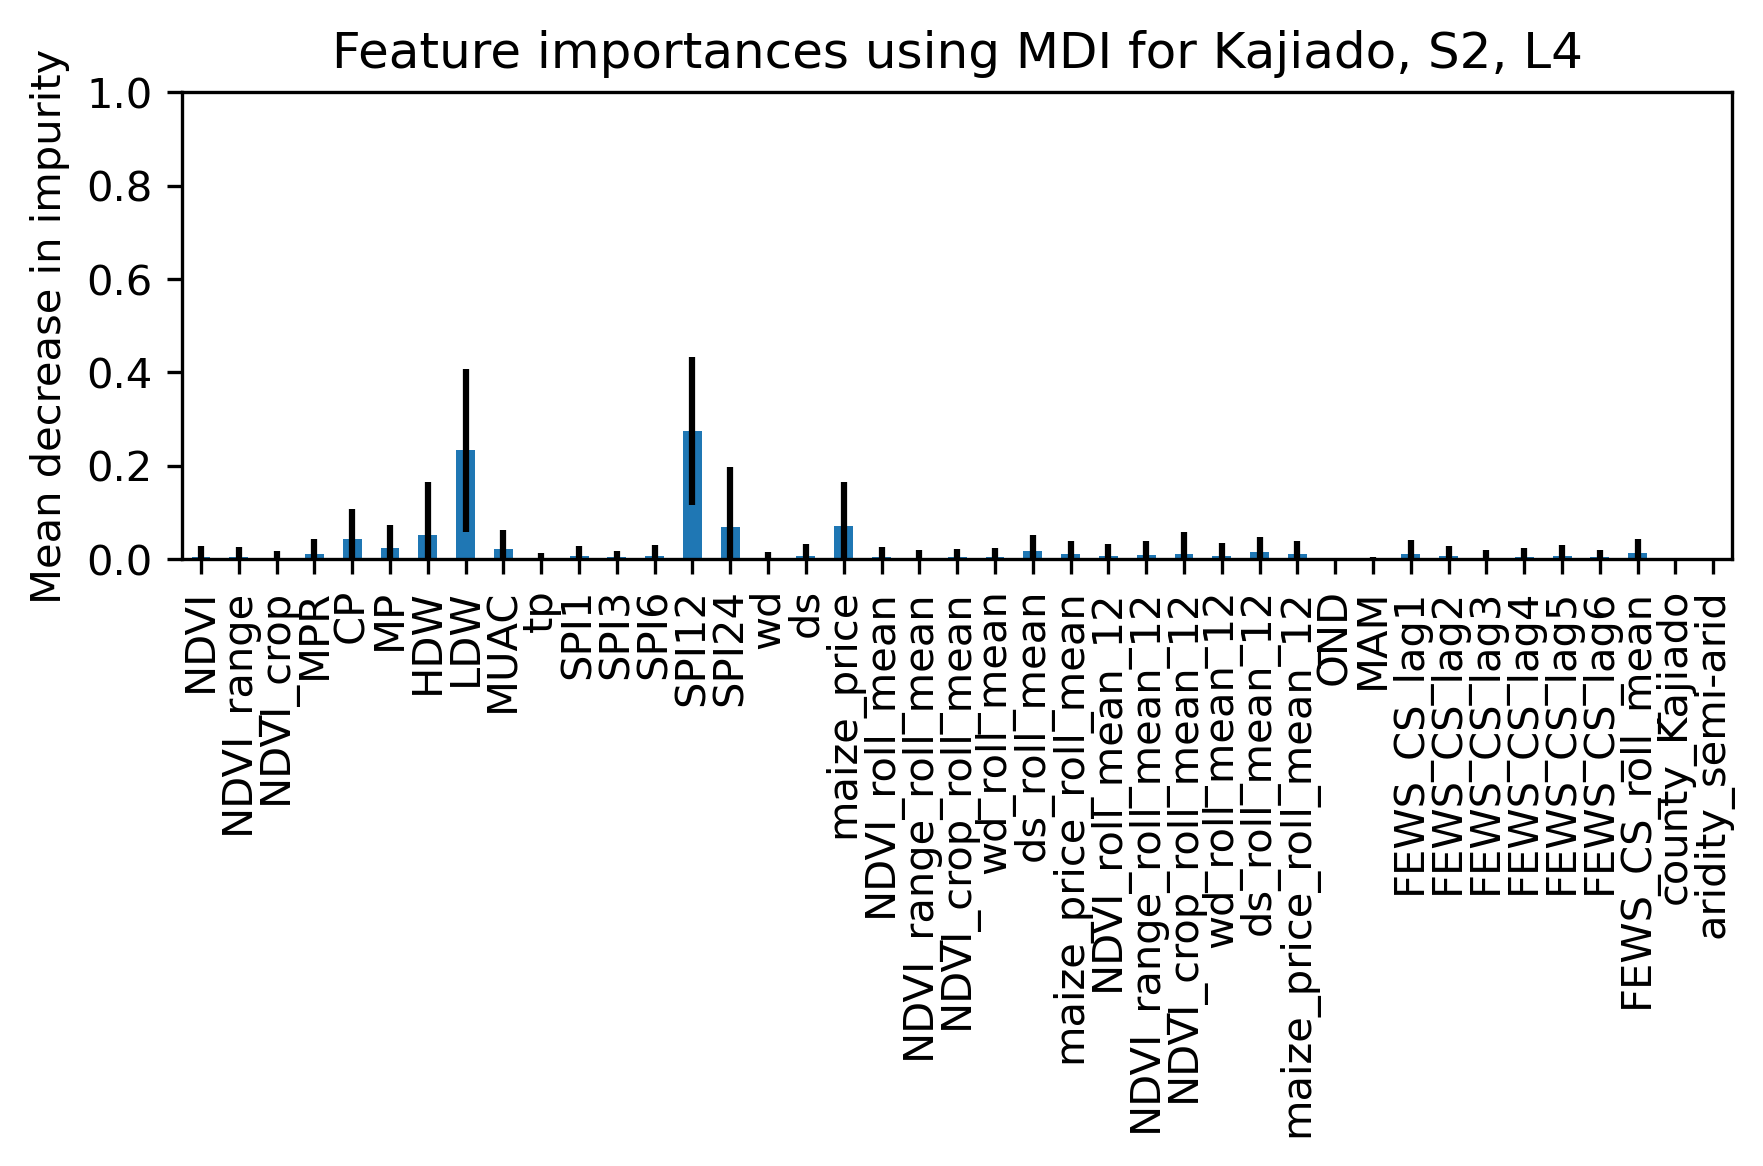 Feature importances using MDI for Kajiado, S2, L4
Mean decrease in impurity
1.0
0.8
0.6
0.4
0.2
0.0
NDVI
NDVI_range
NDVI_crop
MPR
CP
MP
HDW
LDW
MUAC
tp
SPI1
SPI3
SPI6
SPI12
SPI24
wd
ds
maize_price
NDVI_roll_mean
NDVI_range_roll_mean
NDVI_crop_roll_mean
wd_roll_mean
ds_roll_mean
maize_price_roll_mean
NDVI_roll_mean_12
NDVI_range_roll_mean_12
NDVI_crop_roll_mean_12
wd_roll_mean_12
ds_roll_mean_12
maize_price_roll_mean_12
OND
MAM
FEWS_CS_lag1
FEWS_CS_lag2
FEWS_CS_lag3
FEWS_CS_lag4
FEWS_CS_lag5
FEWS_CS_lag6
FEWS_CS_roll_mean
county_Kajiado
aridity_semi-arid